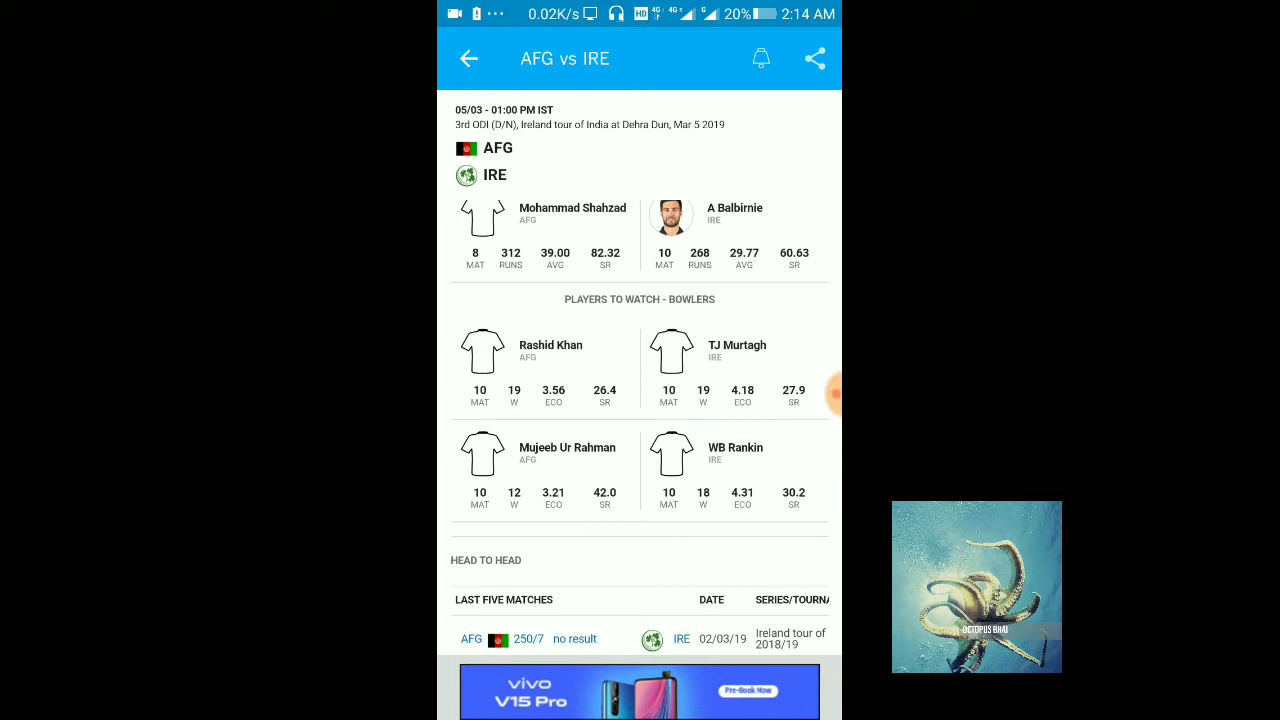 0.02K/s HD 4G 4G G 20% 2:14 AM
AFG vs IRE
05/03 - 01:00 PM IST
3rd ODI (D/N), Ireland tour of India at Dehra Dun, Mar 5 2019
AFG
IRE
Mohammad Shahzad A Balbirnie
AFG IRE
8 312 39.00 82.32 10 268 29.77 60.63
MAT RUNS AVG SR MAT RUNS AVG SR
PLAYERS TO WATCH - BOWLERS
Rashid Khan TJ Murtagh
AFG IRE
10 19 3.56 26.4 10 19 4.18 27.9
MAT W ECO SR MAT W ECO SR
Mujeeb Ur Rahman WB Rankin
AFG IRE
10 12 3.21 42.0 10 18 4.31 30.2
MAT W ECO SR MAT W ECO SR
HEAD TO HEAD
LAST FIVE MATCHES DATE SERIES/TOURNA
AFG 250/7 no result IRE 02/03/19 Ireland tour of
2018/19
vivo
V15 Pro
Pre-Book Now
OCTOPUS BHAI